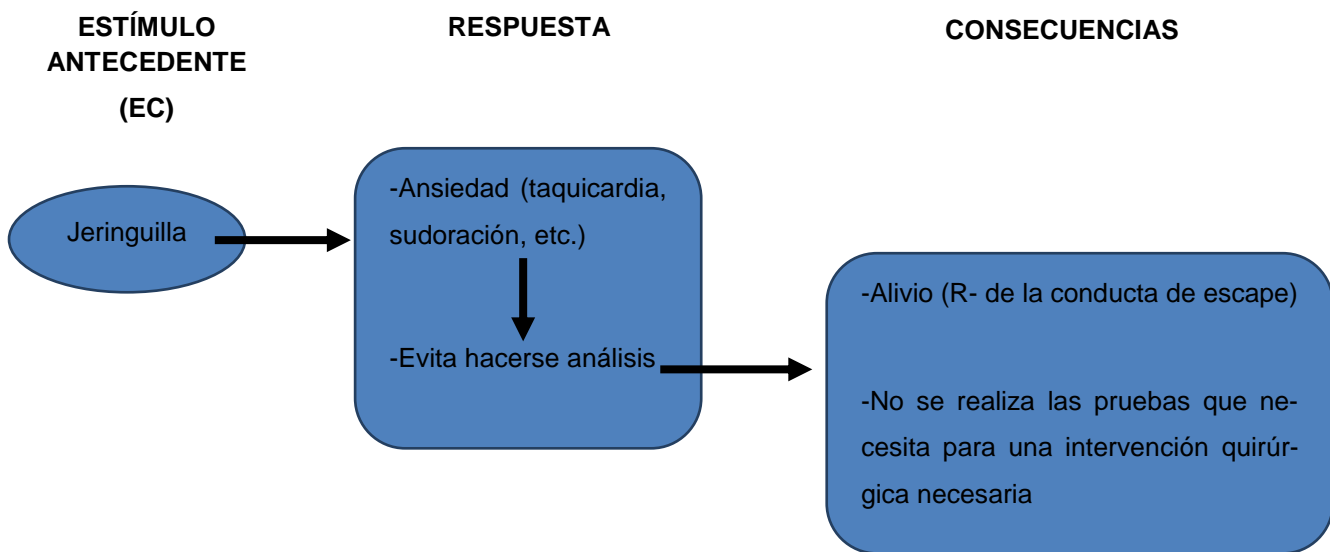 ESTÍMULO
ANTECEDENTE
(EC)
RESPUESTA
CONSECUENCIAS
Jeringuilla
-Ansiedad (taquicardia,
sudoración, etc.)
-Evita hacerse análisis
-Alivio (R- de la conducta de escape)
-No se realiza las pruebas que ne-
cesita para una intervención quirúr-
gica necesaria